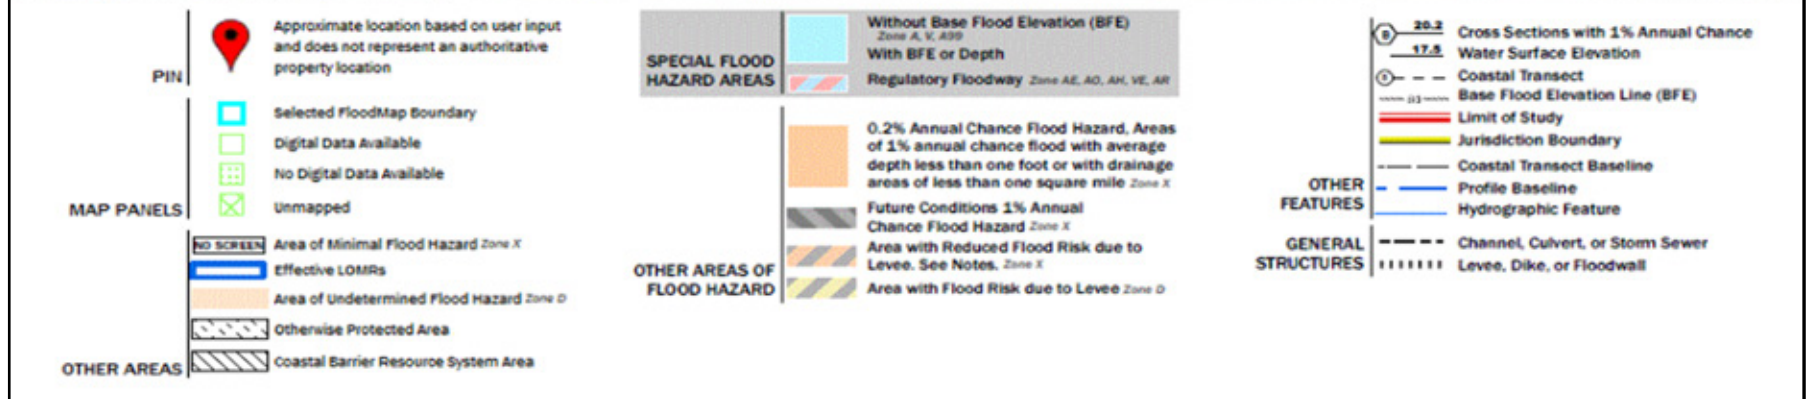 PIN
Approximate location based on user input
and does not represent an authoritative
property location
MAP PANELS
Selected FloodMap Boundary
Digital Data Available
No Digital Data Available
Unmapped
OTHER AREAS
NO SCREEN Area of Minimal Flood Hazard Zone X
Effective LOMRs
Area of Undetermined Flood Hazard Zone D
Otherwise Protected Area
Coastal Barrier Resource System Area
SPECIAL FLOOD
HAZARD AREAS
Without Base Flood Elevation (BFE)
Zone A, V, A99
With BFE or Depth
Regulatory Floodway Zone AE, AO, AH, VE, AR
OTHER AREAS OF
FLOOD HAZARD
0.2% Annual Chance Flood Hazard, Areas
of 1% annual chance flood with average
depth less than one foot or with drainage
areas of less than one square mile Zone X
Future Conditions 1% Annual
Chance Flood Hazard Zone X
Area with Reduced Flood Risk due to
Levee. See Notes. Zone X
Area with Flood Risk due to Levee Zone D
OTHER
FEATURES
20.2 Cross Sections with 1% Annual Chance
17.5 Water Surface Elevation
Coastal Transect
Base Flood Elevation Line (BFE)
Limit of Study
Jurisdiction Boundary
Coastal Transect Baseline
Profile Baseline
Hydrographic Feature
GENERAL
STRUCTURES
Channel, Culvert, or Storm Sewer
Levee, Dike, or Floodwall